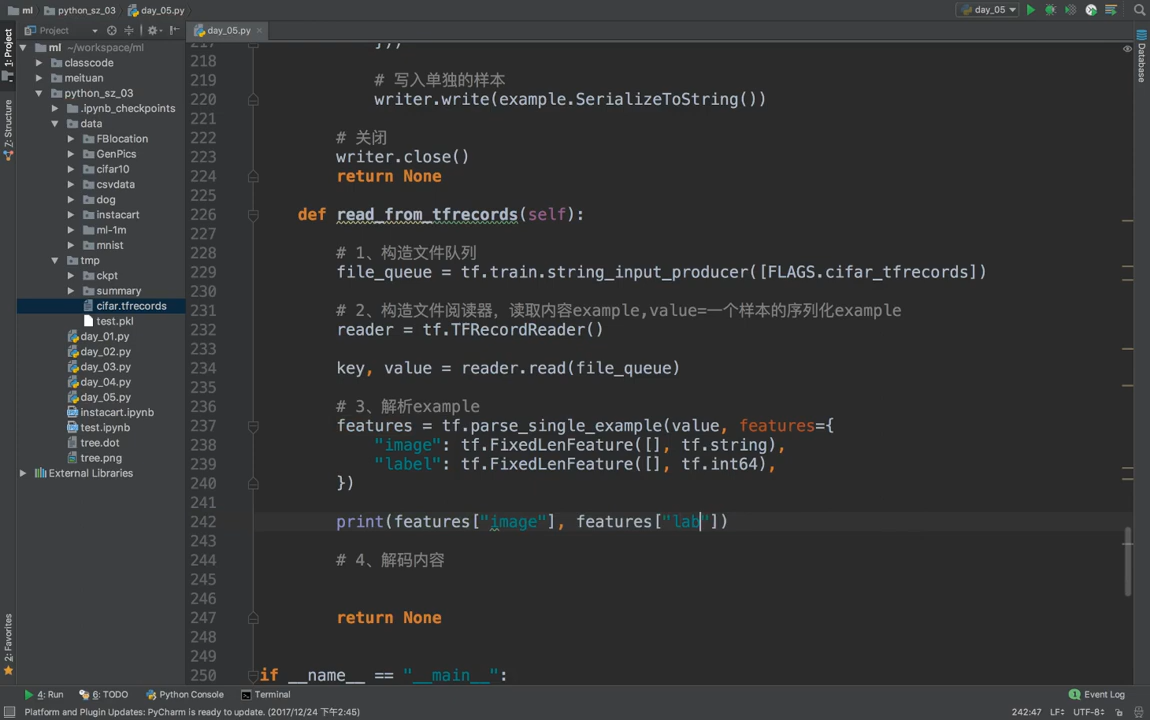 ml
python_sz_03
day_05.py
day_05
Project
day_05.py
ml ~/workspace/ml
classcode
meituan
python_sz_03
.ipynb_checkpoints
data
FBlocation
GenPics
cifar10
csvdata
dog
instacart
ml-1m
mnist
tmp
ckpt
summary
cifar.tfrecords
test.pkl
day_01.py
day_02.py
day_03.py
day_04.py
day_05.py
instacart.ipynb
test.ipynb
tree.dot
tree.png
External Libraries
1: Project
7: Structure
2: Favorites
Database
217 }))
218
219 # 写入单独的样本
220 writer.write(example.SerializeToString())
221
222 # 关闭
223 writer.close()
224 return None
225
226 def read_from_tfrecords(self):
227
228 # 1、构造文件队列
229 file_queue = tf.train.string_input_producer([FLAGS.cifar_tfrecords])
230
231 # 2、构造文件阅读器，读取内容example,value=一个样本的序列化example
232 reader = tf.TFRecordReader()
233
234 key, value = reader.read(file_queue)
235
236 # 3、解析example
237 features = tf.parse_single_example(value, features={
238 "image": tf.FixedLenFeature([], tf.string),
239 "label": tf.FixedLenFeature([], tf.int64),
240 })
241
242 print(features["image"], features["lab"])
243
244 # 4、解码内容
245
246
247 return None
248
249
250 if __name__ == "__main__":
4: Run
6: TODO
Python Console
Terminal
1 Event Log
Platform and Plugin Updates: PyCharm is ready to update. (2017/12/24 下午2:45)
242:47 LF÷ UTF-8÷